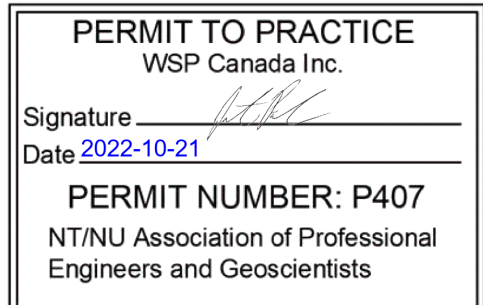 PERMIT TO PRACTICE
WSP Canada Inc.
Signature
Date 2022-10-21
PERMIT NUMBER: P407
NT/NU Association of Professional
Engineers and Geoscientists